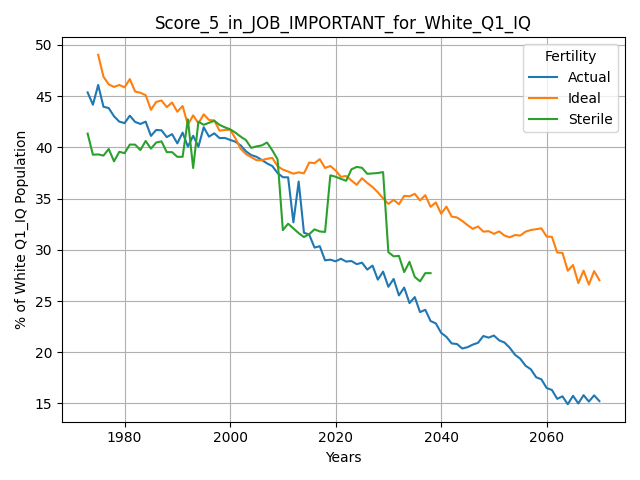 Score_5_in_JOB_IMPORTANT_for_White_Q1_IQ
% of White Q1_IQ Population
50
45
40
35
30
25
20
15
Fertility
Actual
Ideal
Sterile
1980
2000
2020
2040
2060
Years